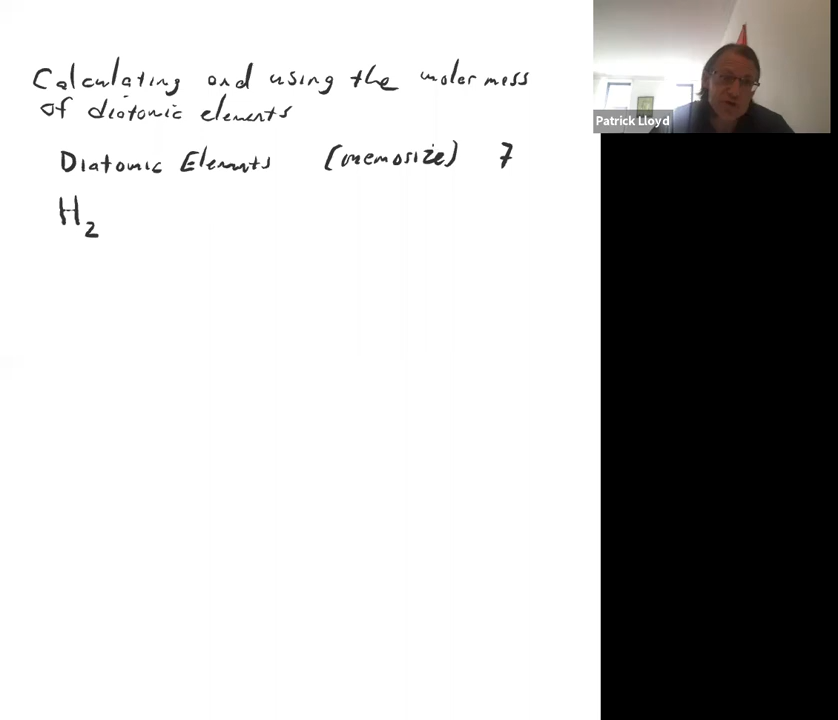 Calculating and using the molar mass
of diatomic elements
Patrick Lloyd
Diatomic Elements (memorize) 7
H2